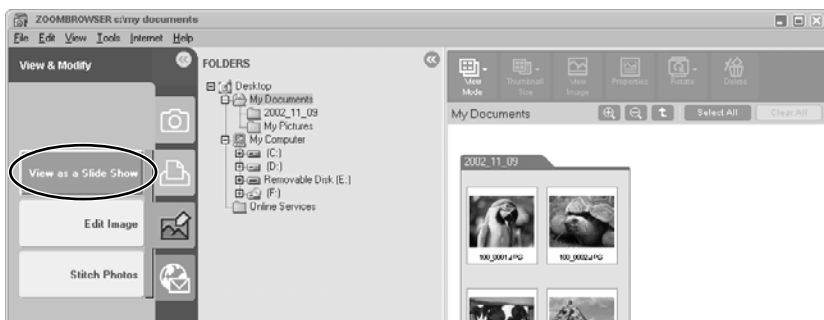 ZOOMBROWSER c:\my documents
File Edit View Tools Internet Help
View & Modify
View as a Slide Show
Edit Image
Stitch Photos
FOLDERS
Desktop
My Documents
2002_11_09
My Pictures
My Computer
(C:)
(D:)
Removable Disk (E:)
(F:)
Online Services
View Mode
Thumbnail Size
View Image
Properties
Rotate
Delete
My Documents
Select All
Clear All
2002_11_09
100_0001.JPG
100_0002.JPG